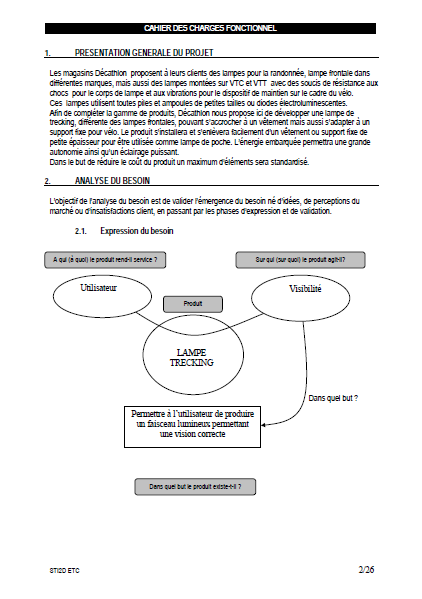 CAHIER DES CHARGES FONCTIONNEL
1. PRESENTATION GENERALE DU PROJET
Les magasins Décathlon proposent à leurs clients des lampes pour la randonnée, lampe frontale dans
différentes marques, mais aussi des lampes montées sur VTC et VTT avec des soucis de résistance aux
chocs pour le corps de lampe et aux vibrations pour le dispositif de maintien sur le cadre du vélo.
Ces lampes utilisent toutes piles et ampoules de petites tailles ou diodes électroluminescentes.
Afin de compléter la gamme de produits, Décathlon nous propose ici de développer une lampe de
trecking, différente des lampes frontales, pouvant s'accrocher à un vêtement mais aussi s'adapter à un
support fixe pour vélo. Le produit s'installera et s'enlèvera facilement d'un vêtement ou support fixe de
petite épaisseur pour être utilisée comme lampe de poche. L'énergie embarquée permettra une grande
autonomie ainsi qu'un éclairage puissant.
Dans le but de réduire le coût du produit un maximum d'éléments sera standardisé.
2. ANALYSE DU BESOIN
L'objectif de l'analyse du besoin est de valider l'émergence du besoin né d'idées, de perceptions du
marché ou d'insatisfactions client, en passant par les phases d'expression et de validation.
2.1. Expression du besoin
A qui (à quoi) le produit rend-il service ?
Sur qui (sur quoi) le produit agit-il?
Utilisateur
Visibilité
Produit
LAMPE
TRECKING
Dans quel but ?
Permettre à l'utilisateur de produire
un faisceau lumineux permettant
une vision correcte
Dans quel but le produit existe-t-il ?
STI2D ETC
2/26